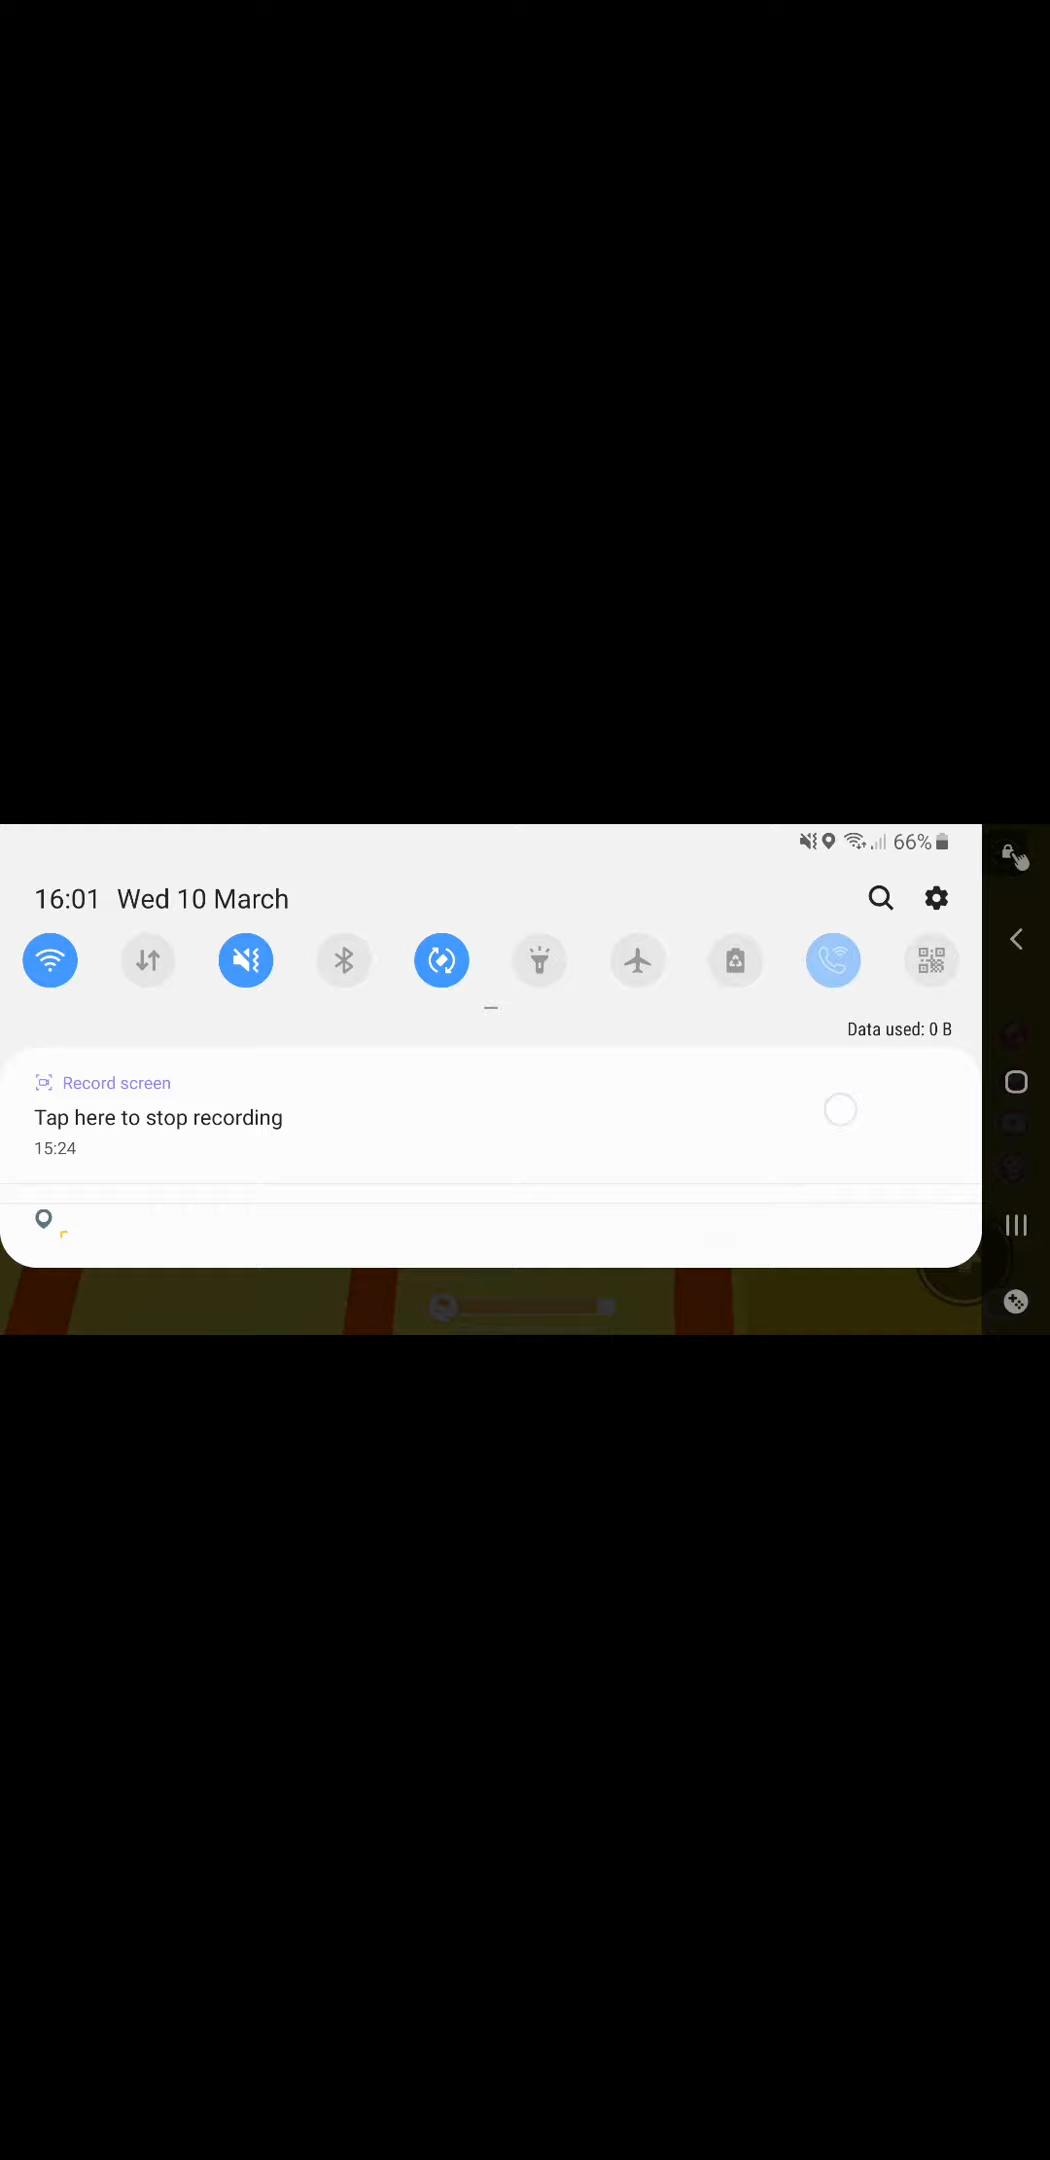 66%
16:01 Wed 10 March
Data used: 0 B
Record screen
Tap here to stop recording
15:24